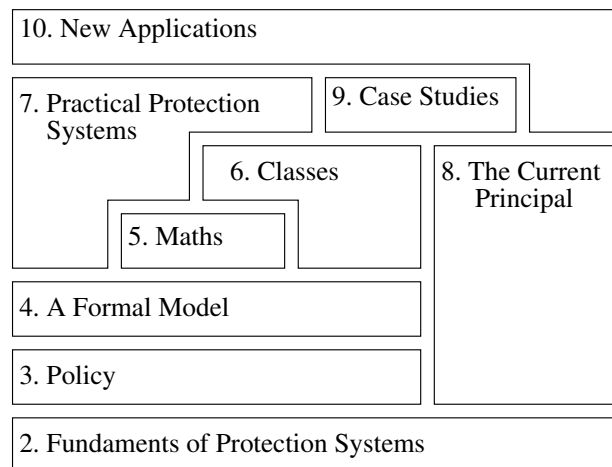 10. New Applications
7. Practical Protection
Systems
9. Case Studies
6. Classes
8. The Current
Principal
5. Maths
4. A Formal Model
3. Policy
2. Fundaments of Protection Systems